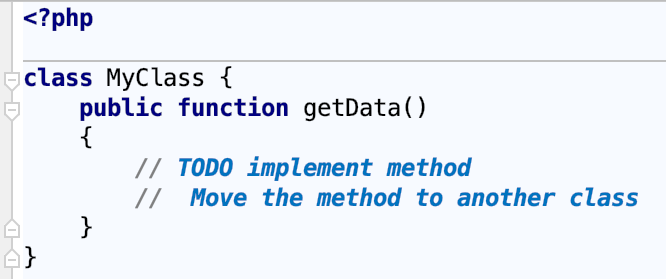 <?php
class MyClass {
    public function getData()
    {
        // TODO implement method
        //  Move the method to another class
    }
}